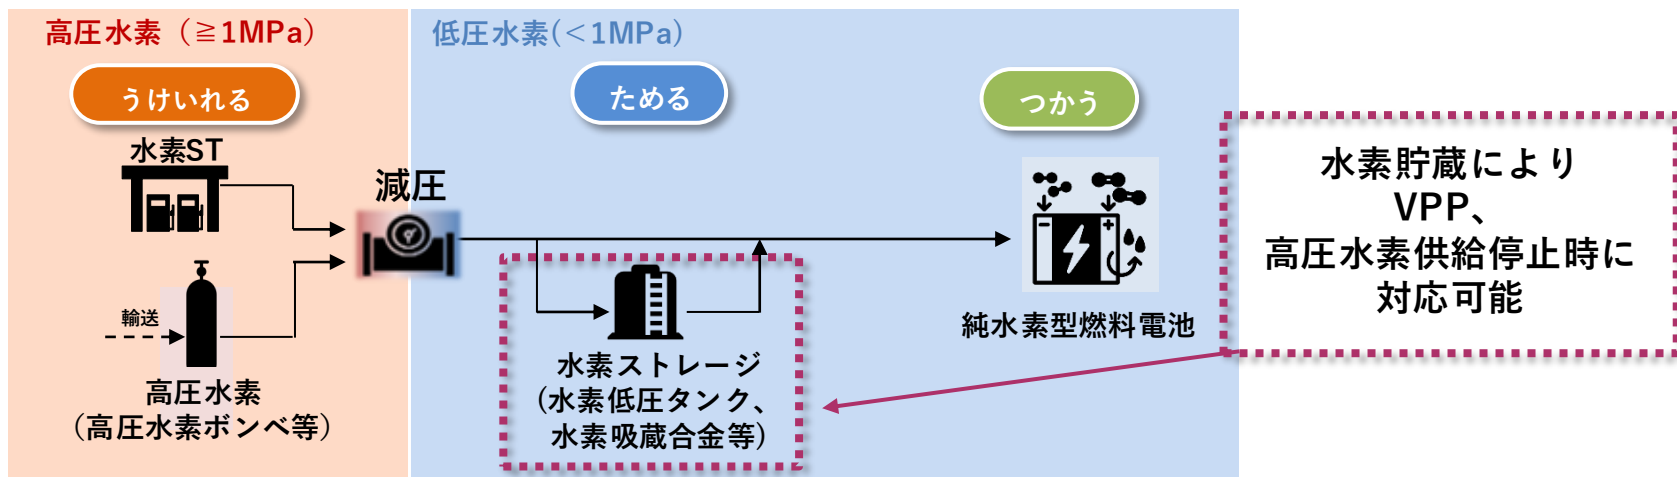 高圧水素（≧1MPa）
うけいれる
水素ST
輸送
高圧水素
（高圧水素ボンベ等）
減圧
低圧水素(＜1MPa)
ためる
水素ストレージ
(水素低圧タンク、
水素吸蔵合金等)
つかう
純水素型燃料電池
水素貯蔵により
VPP、
高圧水素供給停止時に
対応可能